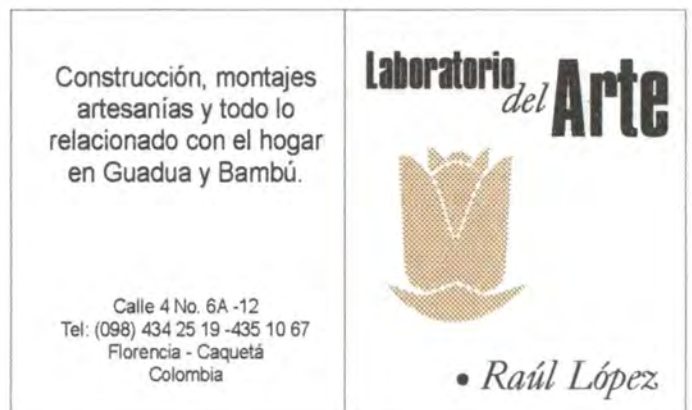 Construcción, montajes
artesanías y todo lo
relacionado con el hogar
en Guadua y Bambú.
Calle 4 No. 6A -12
Tel: (098) 434 25 19 -435 10 67
Florencia - Caquetá
Colombia
Laboratorio
del Arte
• Raúl López